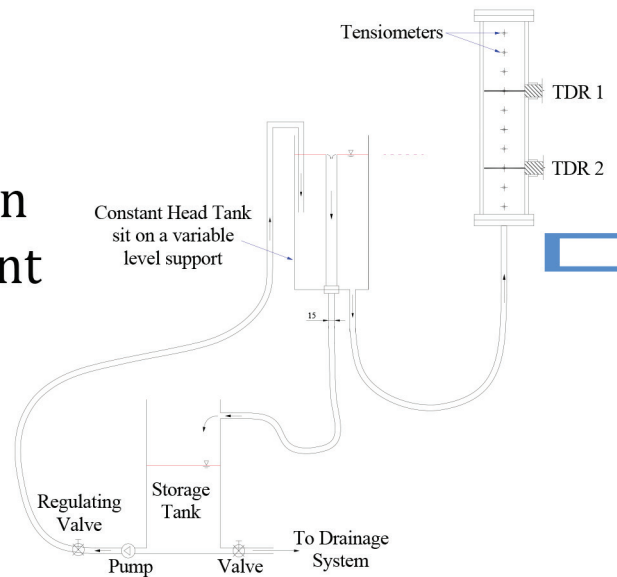 Tensiometers
TDR 1
TDR 2
n
nt
Constant Head Tank
sit on a variable
level support
15
Regulating
Valve
Storage
Tank
Pump
Valve
To Drainage
System